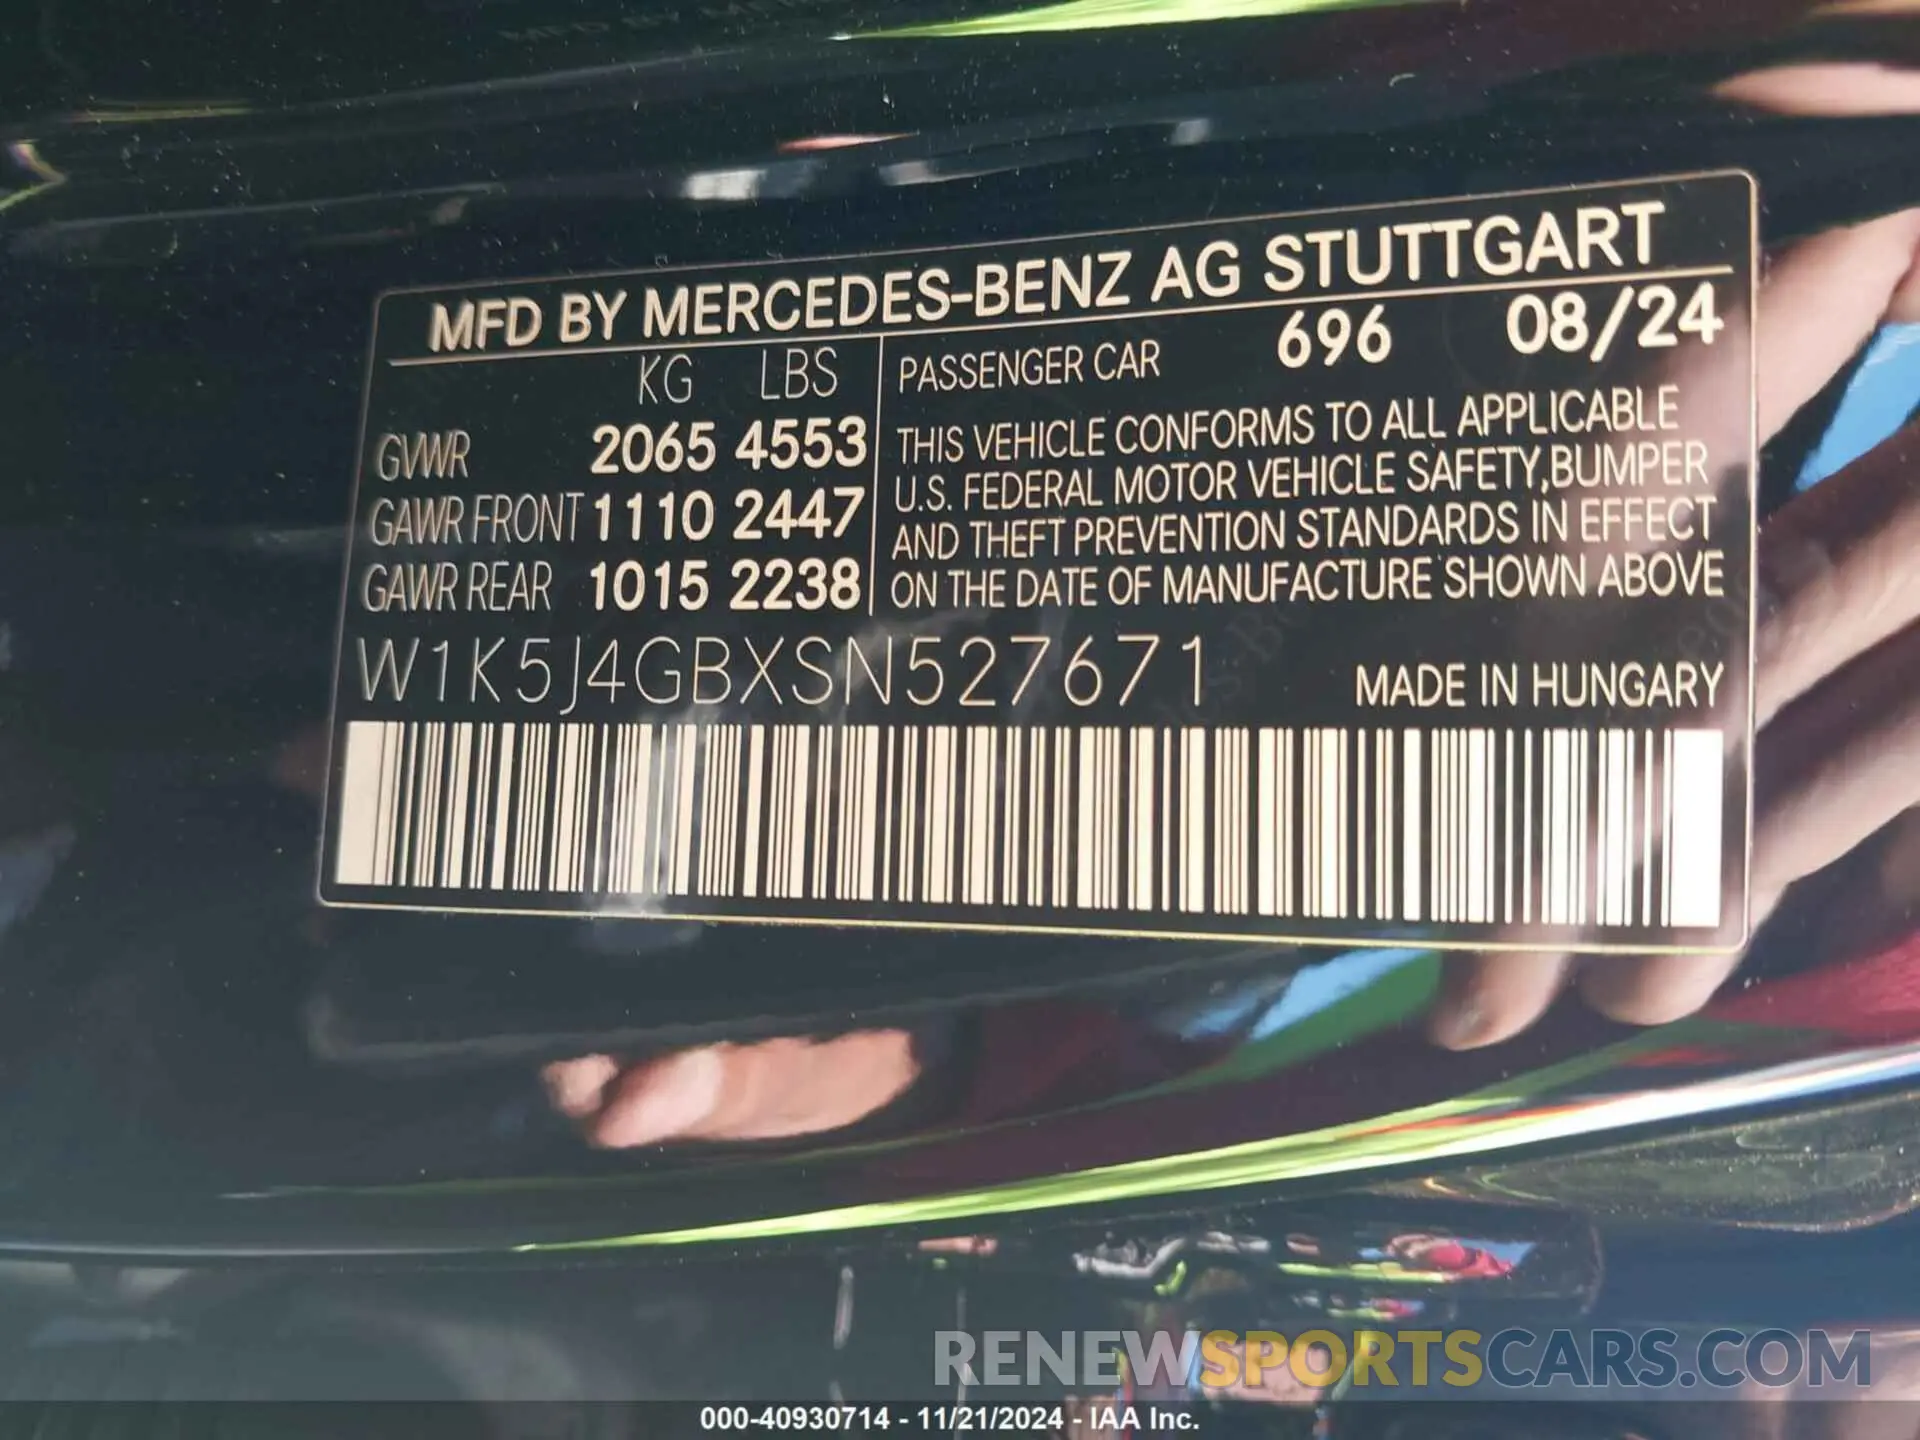 MFD BY MERCEDES-BENZ AG STUTTGART
KG LBS
PASSENGER CAR 696 08/24
GVWR 2065 4553
GAWR FRONT 1110 2447
GAWR REAR 1015 2238
THIS VEHICLE CONFORMS TO ALL APPLICABLE
U.S. FEDERAL MOTOR VEHICLE SAFETY,BUMPER
AND THEFT PREVENTION STANDARDS IN EFFECT
ON THE DATE OF MANUFACTURE SHOWN ABOVE
W1K5J4GBXSN527671
MADE IN HUNGARY
RENEWSPORTSCARS.COM
000-40930714 - 11/21/2024 - IAA Inc.